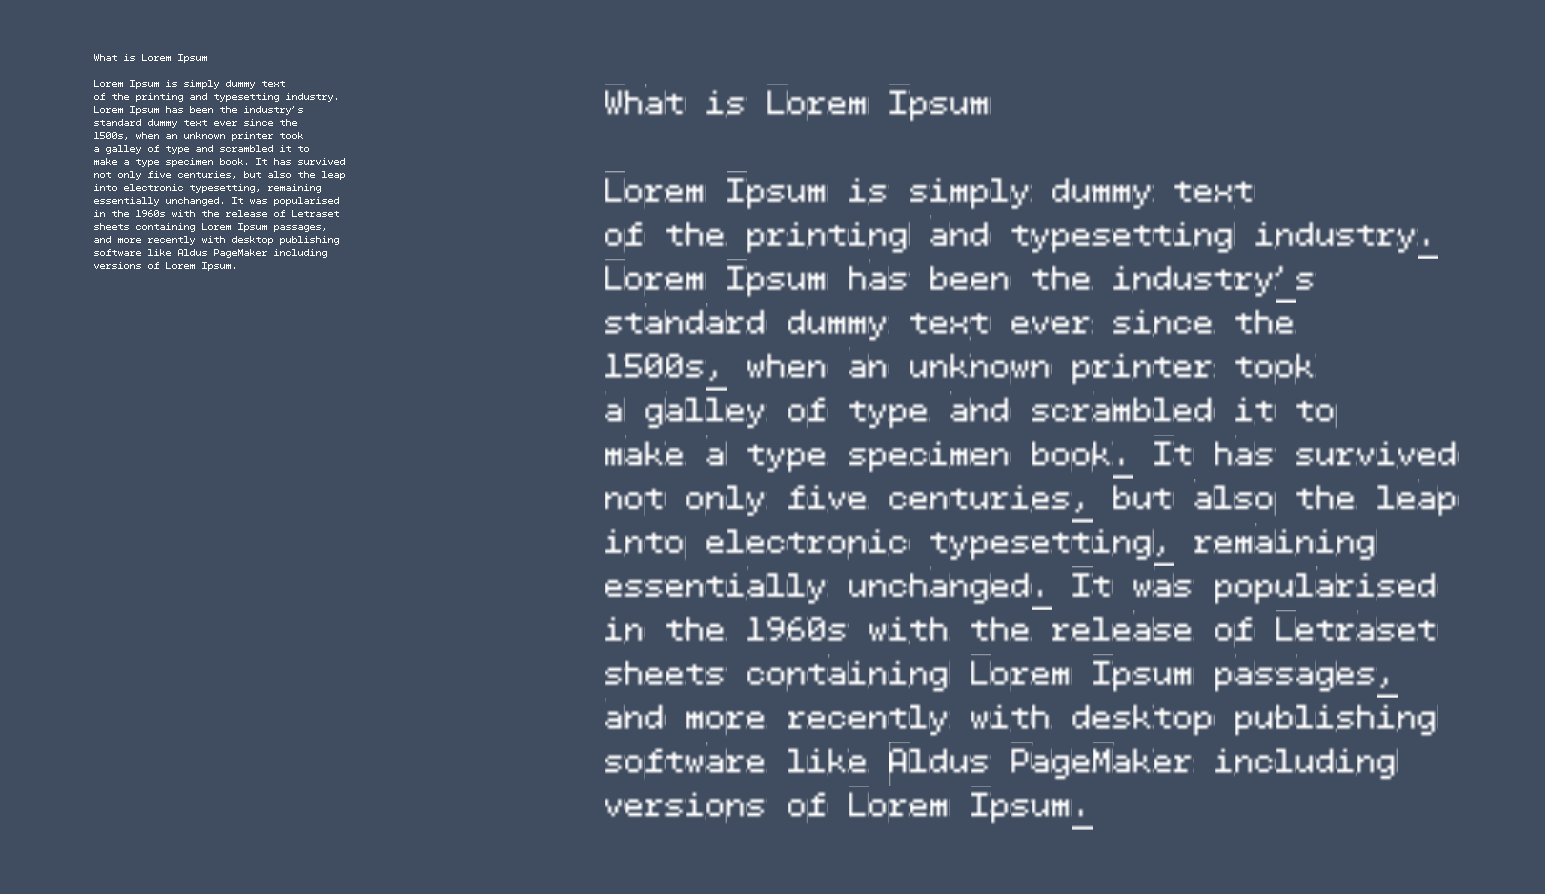 What is Lorem Ipsum
Lorem Ipsum is simply dummy text
of the printing and typesetting industry.
Lorem Ipsum has been the industry's
standard dummy text ever since the
1500s, when an unknown printer took
a galley of type and scrambled it to
make a type specimen book. It has survived
not only five centuries, but also the leap
into electronic typesetting, remaining
essentially unchanged. It was popularised
in the 1960s with the release of Letraset
sheets containing Lorem Ipsum passages,
and more recently with desktop publishing
software like Aldus PageMaker including
versions of Lorem Ipsum.
What is Lorem Ipsum
Lorem Ipsum is simply dummy text
of the printing and typesetting industry.
Lorem Ipsum has been the industry's
standard dummy text ever since the
1500s, when an unknown printer took
a galley of type and scrambled it to
make a type specimen book. It has survived
not only five centuries, but also the leap
into electronic typesetting, remaining
essentially unchanged. It was popularised
in the 1960s with the release of Letraset
sheets containing Lorem Ipsum passages,
and more recently with desktop publishing
software like Aldus PageMaker including
versions of Lorem Ipsum.